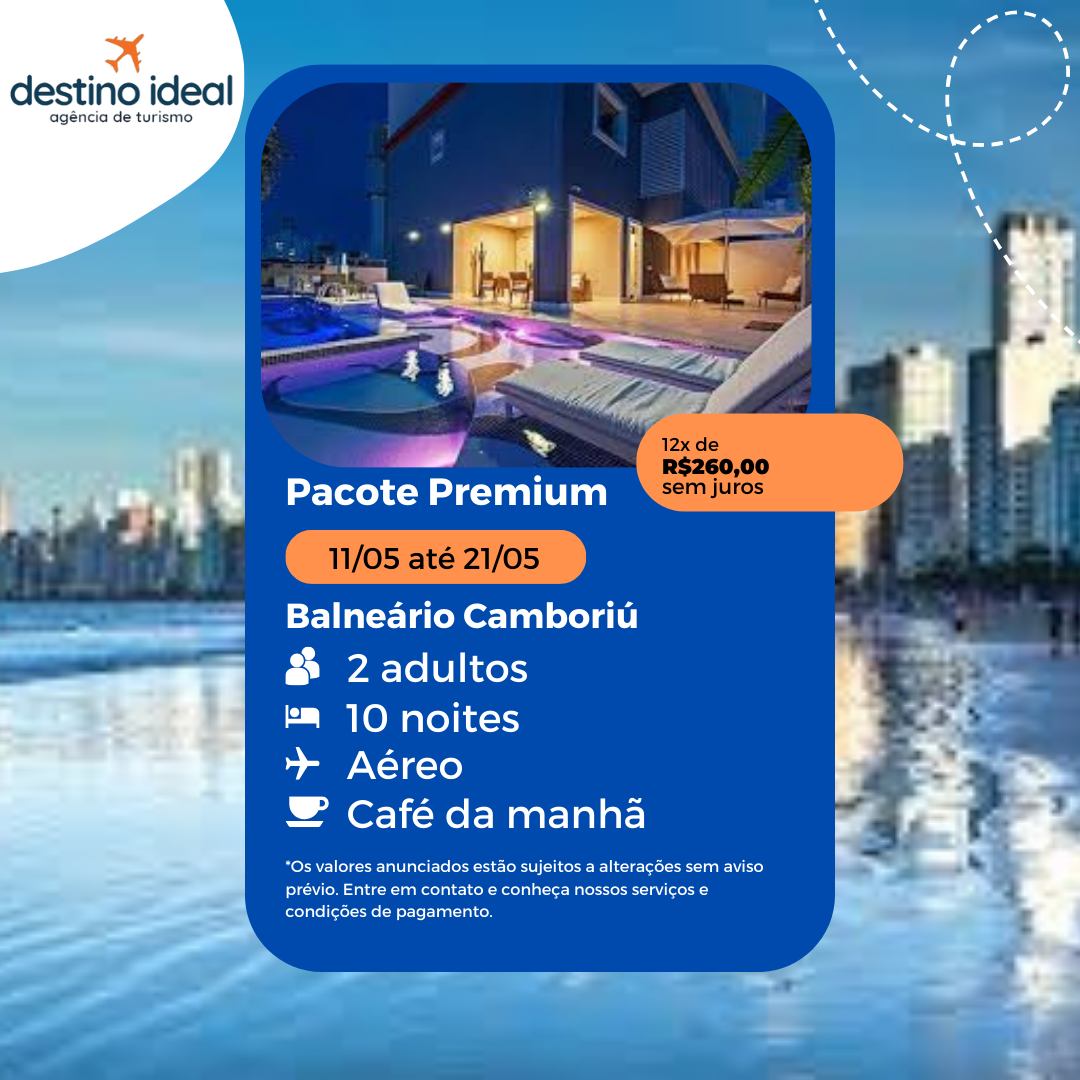 destino ideal
agência de turismo
12x de
R$260,00
sem juros
Pacote Premium
11/05 até 21/05
Balneário Camboriú
2 adultos
10 noites
Aéreo
Café da manhã
*Os valores anunciados estão sujeitos a alterações sem aviso
prévio. Entre em contato e conheça nossos serviços e
condições de pagamento.